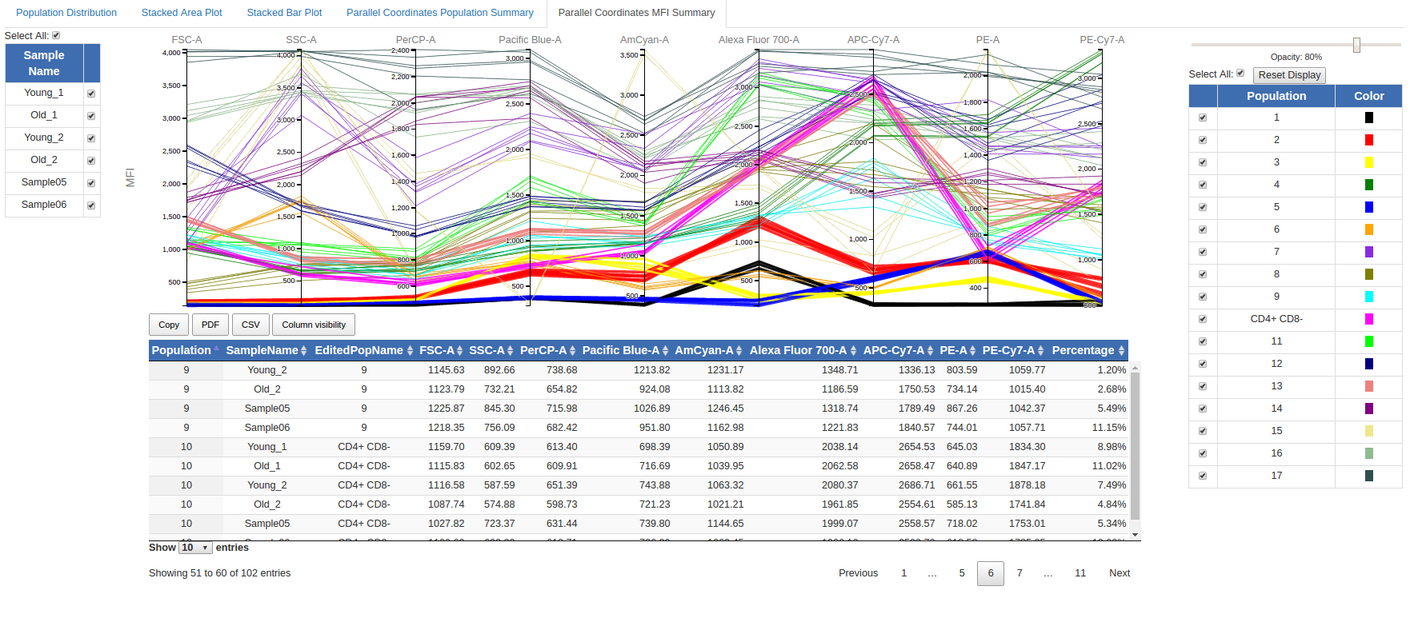 Population Distribution Stacked Area Plot Stacked Bar Plot Parallel Coordinates Population Summary Parallel Coordinates MFI Summary
Select All:
Sample Name
Young_1
Old_1
Young_2
Old_2
Sample05
Sample06
MFI
FSC-A SSC-A PerCP-A Pacific Blue-A AmCyan-A Alexa Fluor 700-A APC-Cy7-A PE-A PE-Cy7-A
4,000 3,500 3,000 2,500 2,000 1,500 1,000 500
4,000 3,500 3,000 2,500 2,000 1,500 1,000 500
2,400 2,200 2,000 1,800 1,600 1,400 1,200 1,000 800 600
3,000 2,500 2,000 1,500 1,000 500
3,500 3,000 2,500 2,000 1,500 1,000 500
3,000 2,500 2,000 1,500 1,000 500
2,500 2,000 1,500 1,000 500
2,000 1,800 1,600 1,400 1,200 1,000 800 600 400
3,000 2,500 2,000 1,500 1,000 500
Opacity: 80%
Select All: Reset Display
Population Color
1
2
3
4
5
6
7
8
9
CD4+ CD8-
11
12
13
14
15
16
17
Copy PDF CSV Column visibility
Population SampleName EditedPopName FSC-A SSC-A PerCP-A Pacific Blue-A AmCyan-A Alexa Fluor 700-A APC-Cy7-A PE-A PE-Cy7-A Percentage
9 Young_2 9 1145.63 892.66 738.68 1213.82 1231.17 1348.71 1336.13 803.59 1059.77 1.20%
9 Old_2 9 1123.79 732.21 654.82 924.08 1113.82 1186.59 1750.53 734.14 1015.40 2.68%
9 Sample05 9 1225.87 845.30 715.98 1026.89 1246.45 1318.74 1789.49 867.26 1042.37 5.49%
9 Sample06 9 1218.35 756.09 682.42 951.80 1162.98 1221.83 1840.57 744.01 1057.71 11.15%
10 Young_1 CD4+ CD8- 1159.70 609.39 613.40 698.39 1050.89 2038.14 2654.53 645.03 1834.30 8.98%
10 Old_1 CD4+ CD8- 1115.83 602.65 609.91 716.69 1039.95 2062.58 2658.47 640.89 1847.17 11.02%
10 Young_2 CD4+ CD8- 1116.58 587.59 651.39 743.88 1063.32 2080.37 2686.71 661.55 1878.18 7.49%
10 Old_2 CD4+ CD8- 1087.74 574.88 598.73 721.23 1021.21 1961.85 2554.61 585.13 1741.84 4.84%
10 Sample05 CD4+ CD8- 1027.82 723.37 631.44 739.80 1144.65 1999.07 2558.57 718.02 1753.01 5.34%
Show 10 entries
Showing 51 to 60 of 102 entries
Previous 1 … 5 6 7 … 11 Next